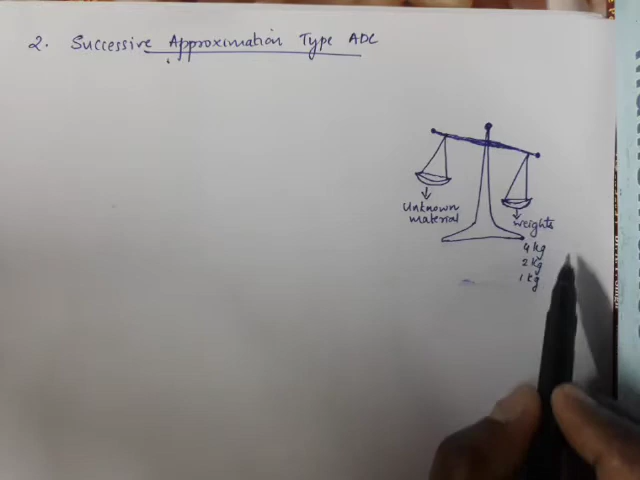 2. Successive Approximation Type ADC
Unknown
material
weights
4 kg
2 kg
1 kg